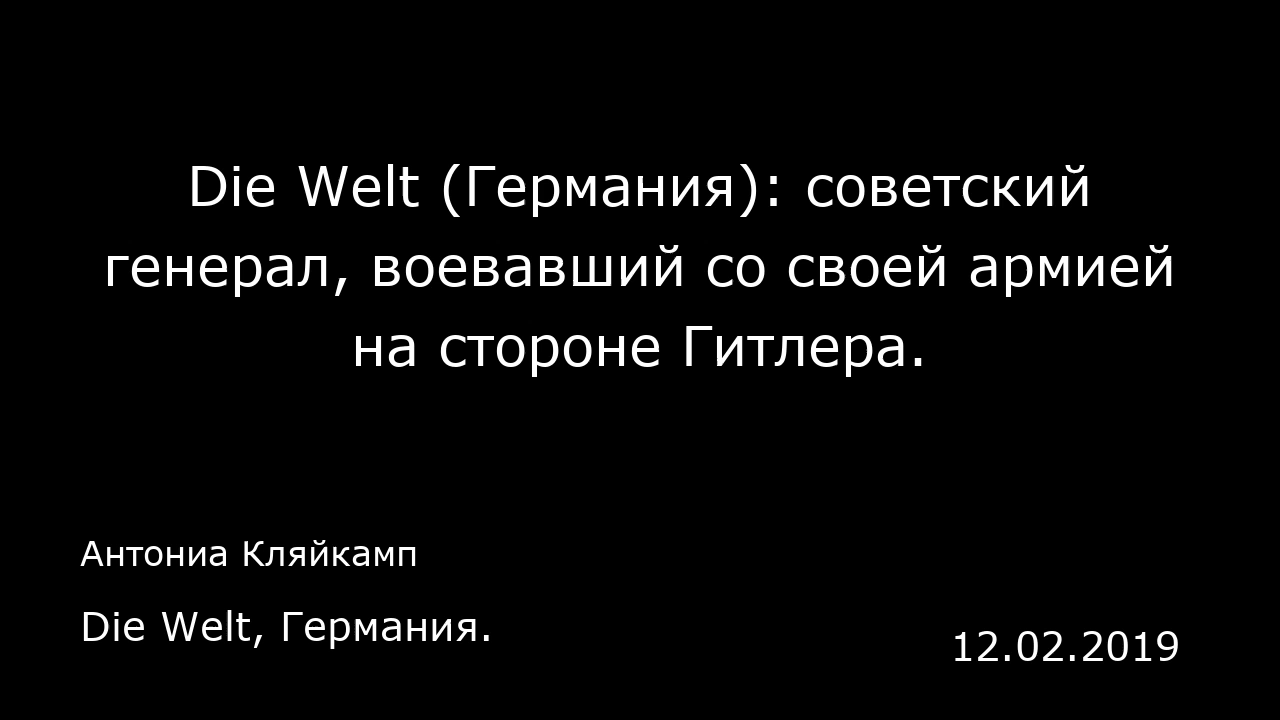 Die Welt (Германия): советский
генерал, воевавший со своей армией
на стороне Гитлера.
Антониа Кляйкамп
Die Welt, Германия.
12.02.2019